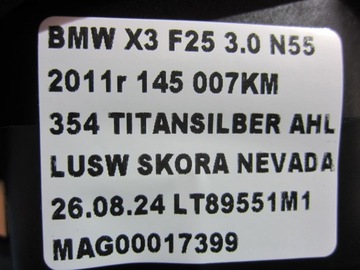 BMW X3 F25 3.0 N55
2011r 145 007KM
354 TITANSILBER AHL
LUSW SKORA NEVADA
26.08.24 LT89551M1
MAG00017399